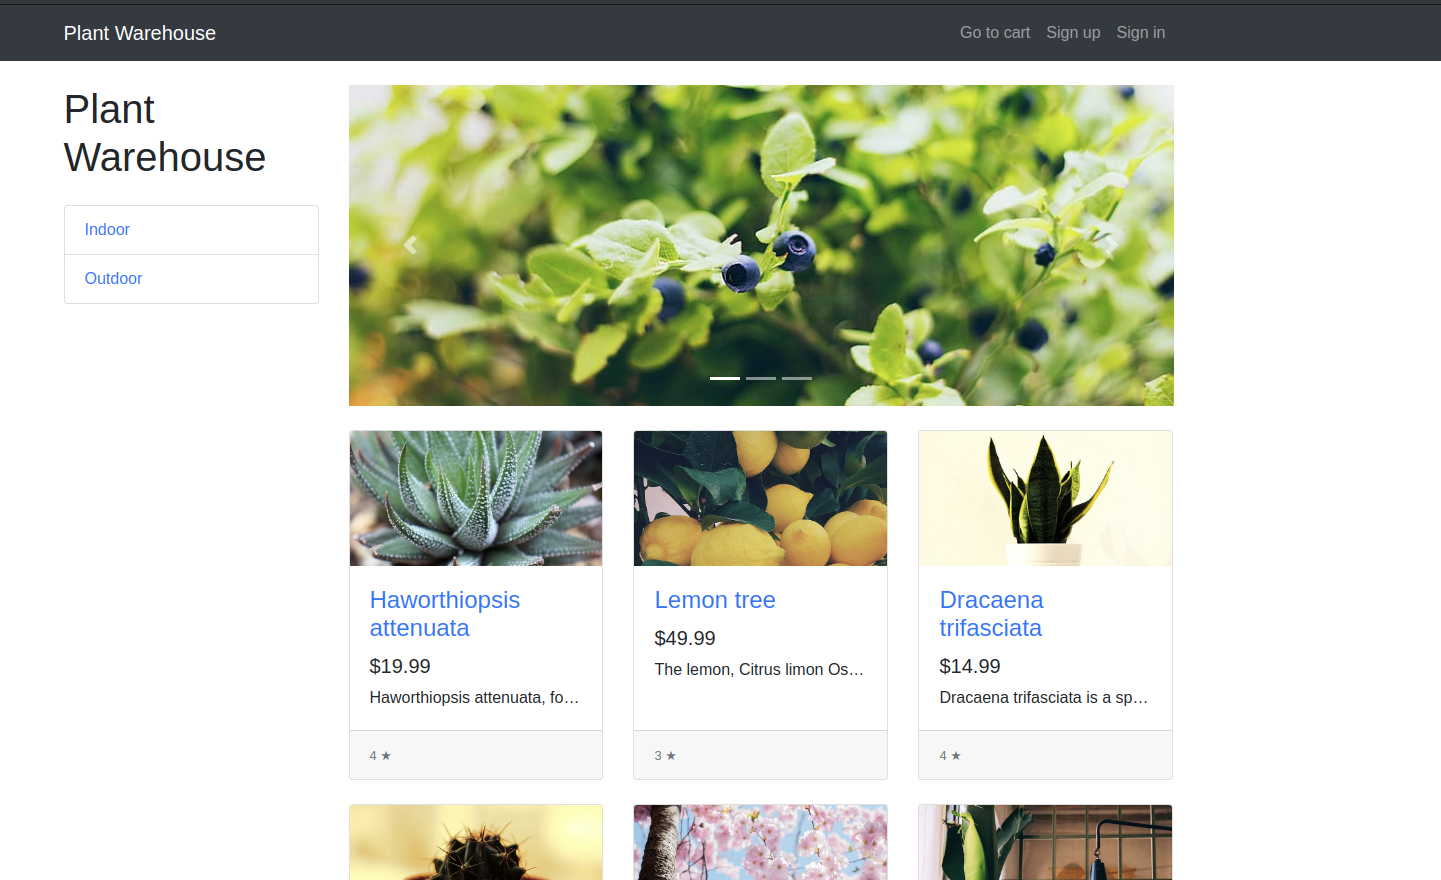 Plant Warehouse
Go to cart Sign up Sign in
Plant
Warehouse
Indoor
Outdoor
Haworthiopsis
attenuata
$19.99
Haworthiopsis attenuata, fo...
4 ★
Lemon tree
$49.99
The lemon, Citrus limon Os...
3 ★
Dracaena
trifasciata
$14.99
Dracaena trifasciata is a sp...
4 ★